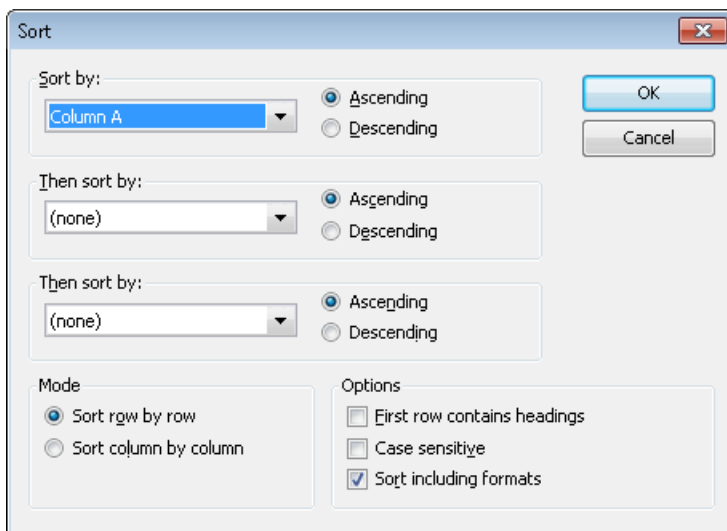 Sort
Sort by:
Column A
Ascending
Descending
OK
Cancel
Then sort by:
(none)
Ascending
Descending
Then sort by:
(none)
Ascending
Descending
Mode
Sort row by row
Sort column by column
Options
First row contains headings
Case sensitive
Sort including formats